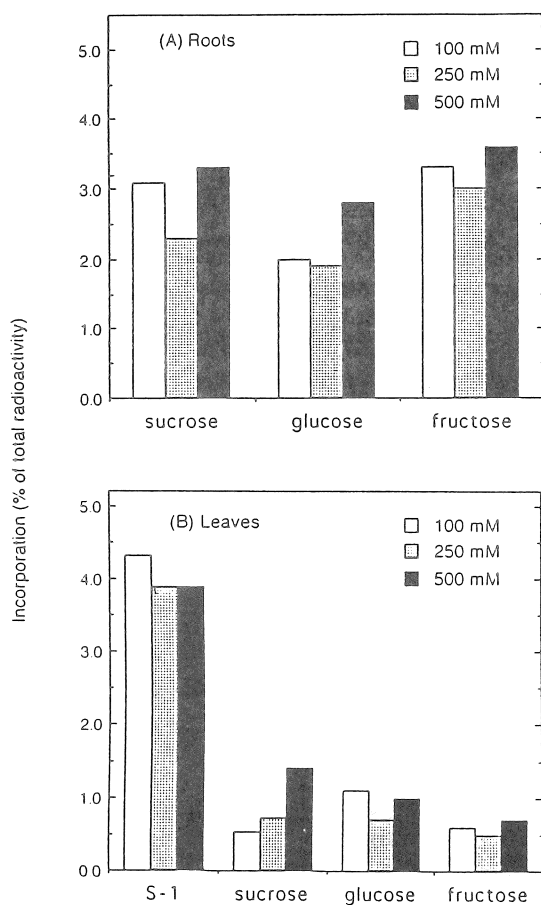 Incorporation (% of total radioactivity)
(A) Roots
100 mM
250 mM
500 mM
5.0
4.0
3.0
2.0
1.0
0.0
sucrose glucose fructose
(B) Leaves
100 mM
250 mM
500 mM
5.0
4.0
3.0
2.0
1.0
0.0
S-1 sucrose glucose fructose